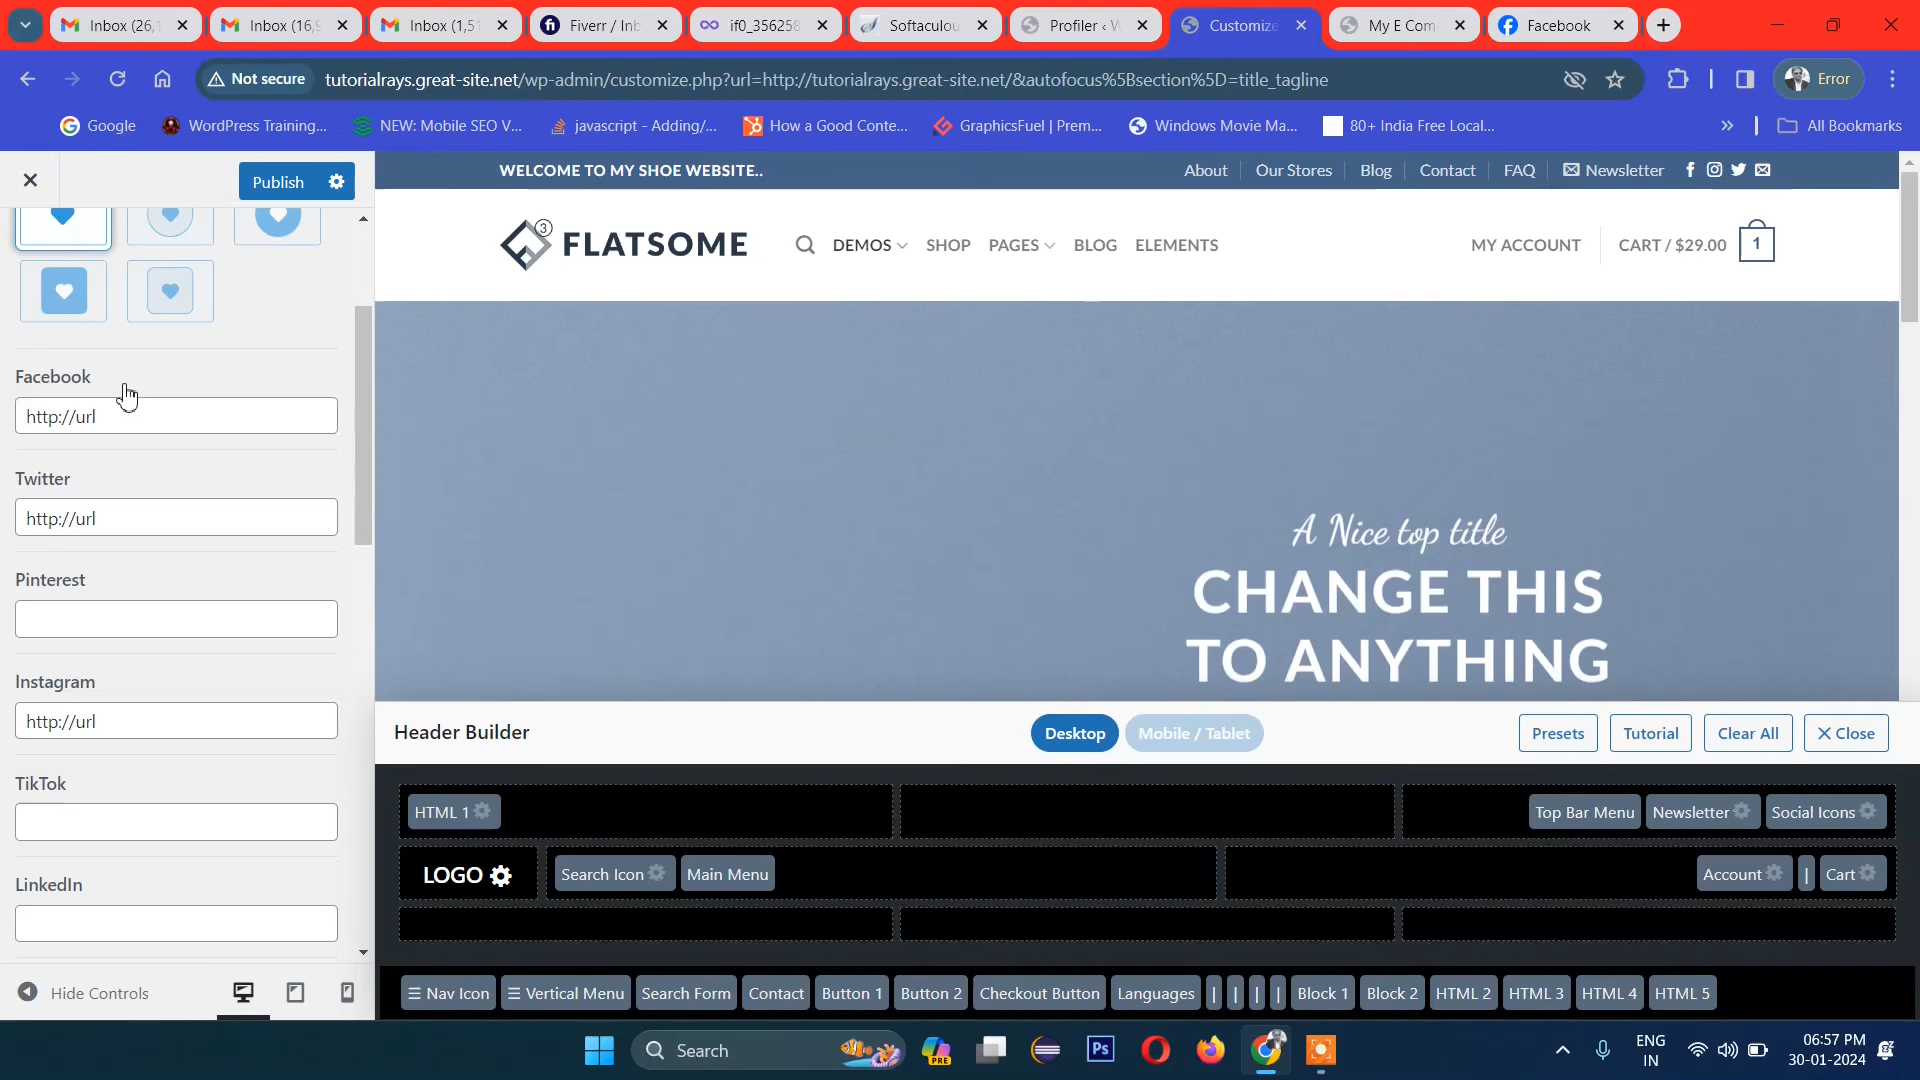 Inbox (26,1
Inbox (16,9
Inbox (1,51
Fiverr / Inb
if0_356258
Softaculou
Profiler ‹ W
Customize
My E Com
Facebook
Not secure
tutorialrays.great-site.net/wp-admin/customize.php?url=http://tutorialrays.great-site.net/&autofocus%5Bsection%5D=title_tagline
Error
Google
WordPress Training...
NEW: Mobile SEO V...
javascript - Adding/...
How a Good Conte...
GraphicsFuel | Prem...
Windows Movie Ma...
80+ India Free Local...
All Bookmarks
Publish
WELCOME TO MY SHOE WEBSITE..
About
Our Stores
Blog
Contact
FAQ
Newsletter
3
FLATSOME
DEMOS
SHOP
PAGES
BLOG
ELEMENTS
MY ACCOUNT
CART / $29.00
1
Facebook
http://url
Twitter
http://url
Pinterest
Instagram
http://url
TikTok
LinkedIn
A Nice top title
CHANGE THIS
TO ANYTHING
Header Builder
Desktop
Mobile / Tablet
Presets
Tutorial
Clear All
Close
HTML 1
Top Bar Menu
Newsletter
Social Icons
LOGO
Search Icon
Main Menu
Account
|
Cart
Hide Controls
Nav Icon
Vertical Menu
Search Form
Contact
Button 1
Button 2
Checkout Button
Languages
|
|
|
|
Block 1
Block 2
HTML 2
HTML 3
HTML 4
HTML 5
Search
PRE
Ps
ENG
IN
06:57 PM
30-01-2024